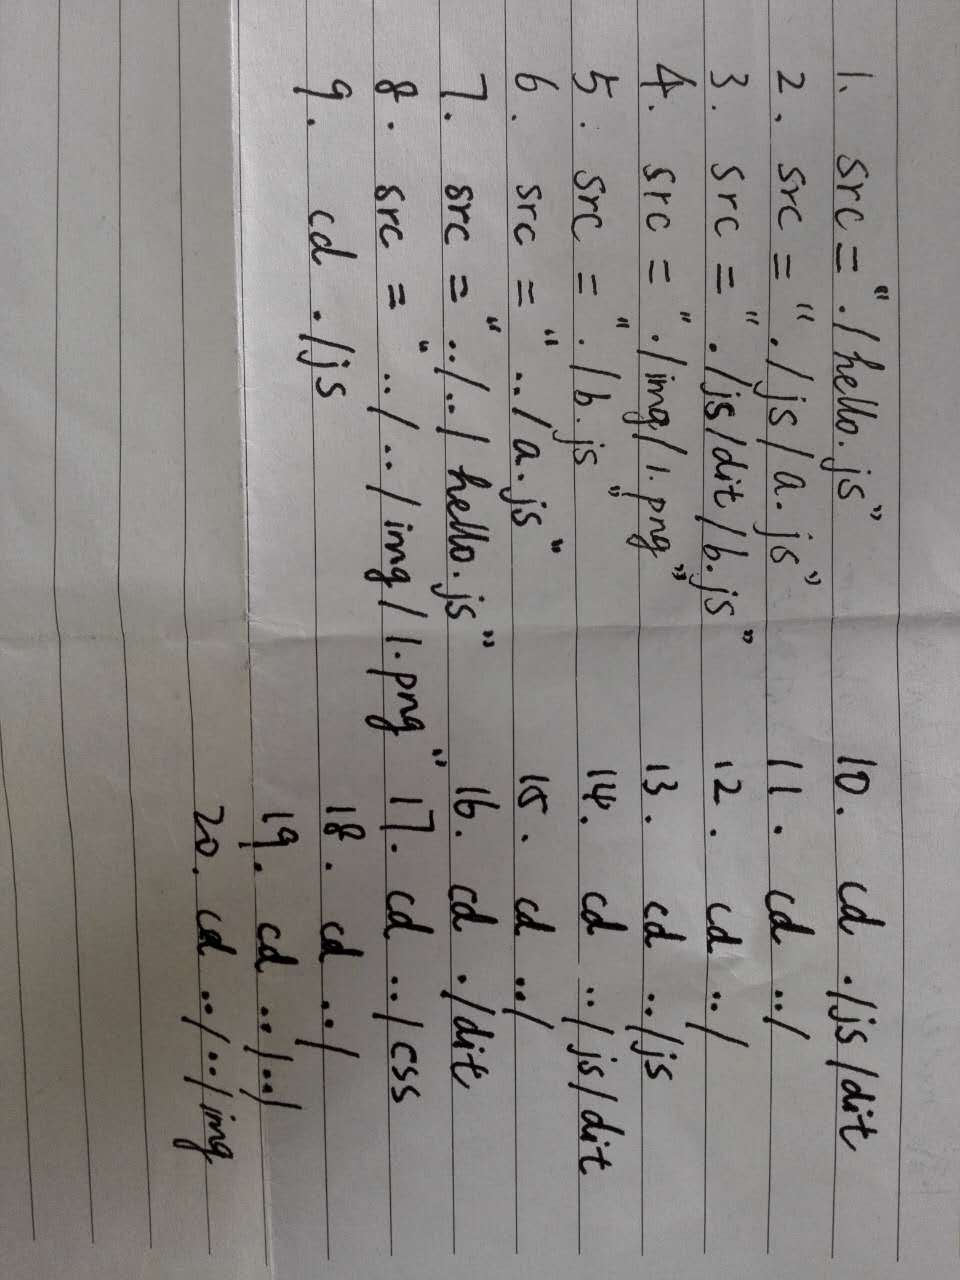 1. src = "./hello.js"
2. src = "./js/a.js"
3. src = "./js/dit/b.js"
4. src = "./img/1.png"
5. src = "./b.js"
6. src = "../a.js"
7. src = "../../hello.js"
8. src = "../../img/1.png"
9. cd ./js
10. cd ./js/dit
11. cd ../
12. cd ../
13. cd ../js
14. cd ../js/dit
15. cd ../
16. cd ./dit
17. cd ../css
18. cd ../
19. cd ../../
20. cd ../../img